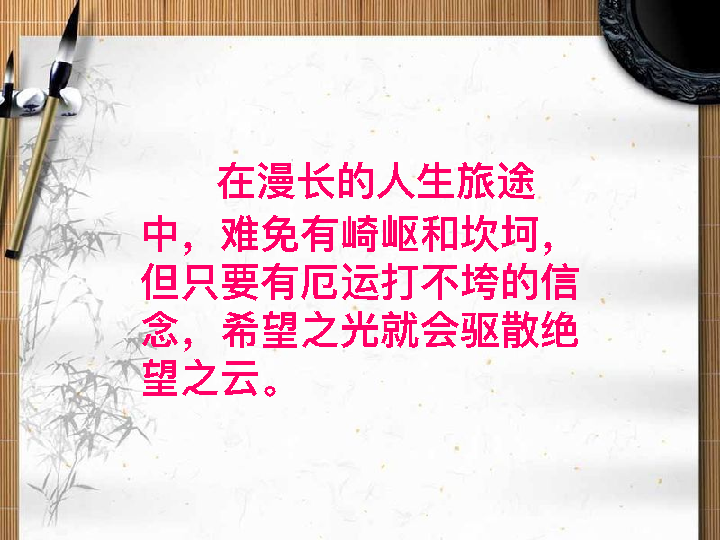 在漫长的人生旅途
中，难免有崎岖和坎坷，
但只要有厄运打不垮的信
念，希望之光就会驱散绝
望之云。